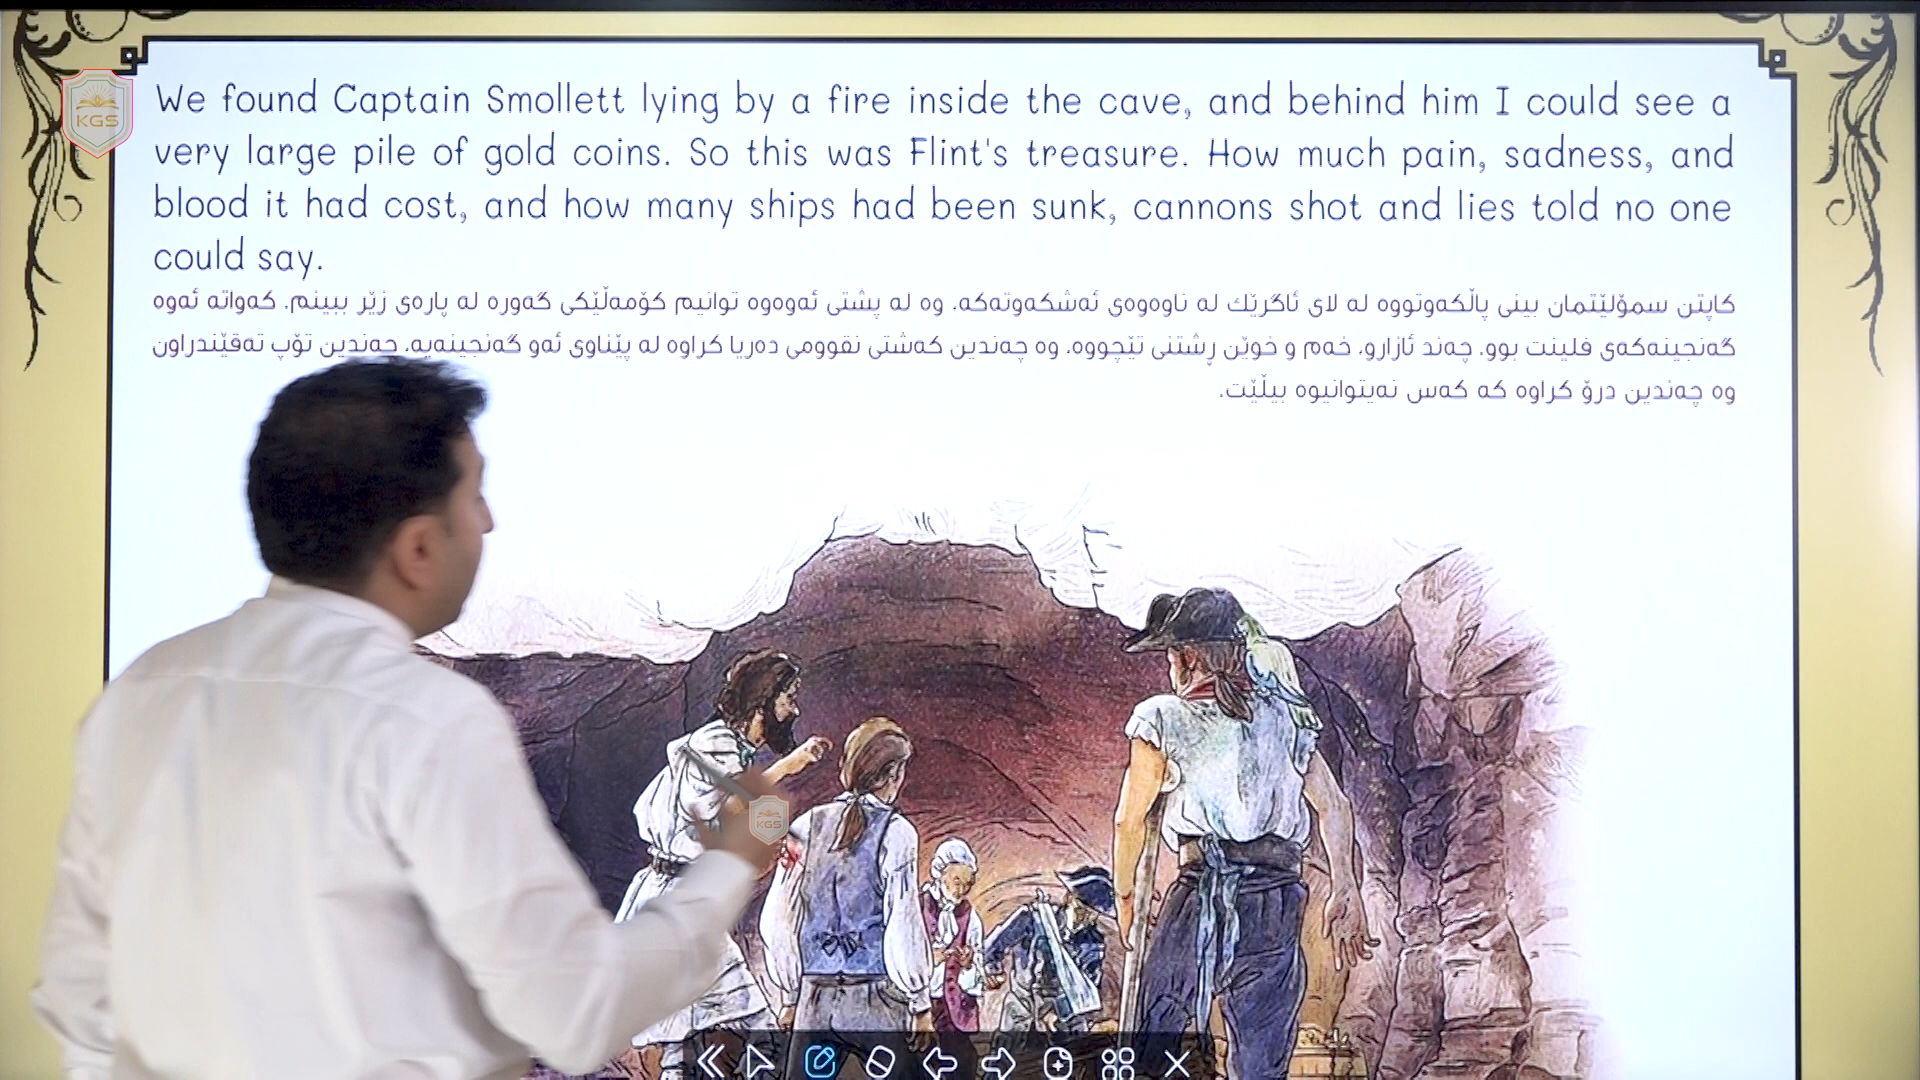 We found Captain Smollett lying by a fire inside the cave, and behind him I could see a
very large pile of gold coins. So this was Flint's treasure. How much pain, sadness, and
blood it had cost, and how many ships had been sunk, cannons shot and lies told no one
could say.
کاپتن سمۆلێتمان بینی پاڵکەوتووە لە لای ئاگرێك لە ناوەوەی ئەشکەوتەکە، وە لە پشتی ئەوەوە توانیم کۆمەڵێکی گەورە لە پارەی زێڕ ببینم. کەواتە ئەوە
گەنجینەکەی فلینت بوو. چەند ئازارو، خەم و خوێن ڕشتنی تێچووە، وە چەندین کەشتی نقوومی دەریا کراوە لە پێناوی ئەو گەنجینەیە، چەندین تۆپ تەقێندراون
وە چەندین درۆ کراوە کە کەس نەیتوانیوە بیڵێت.
KGS
KGS